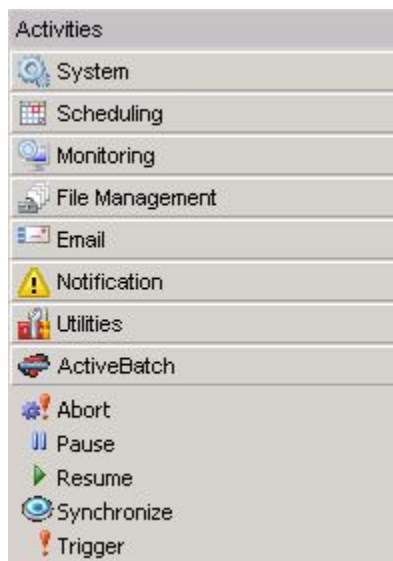 Activities
System
Scheduling
Monitoring
File Management
Email
Notification
Utilities
ActiveBatch
Abort
Pause
Resume
Synchronize
Trigger